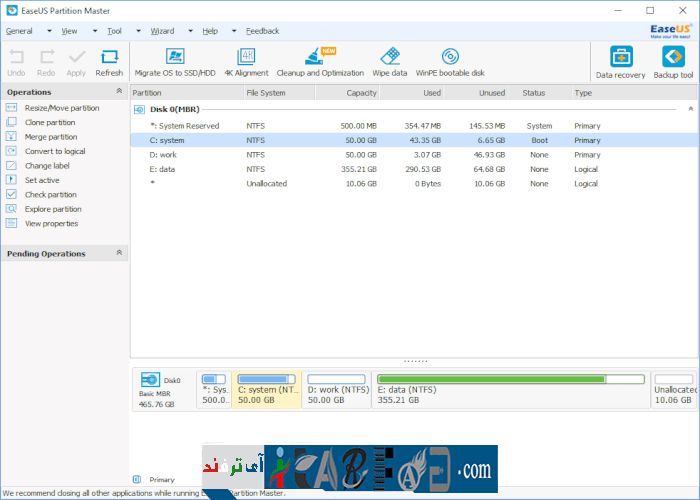 EaseUS Partition Master
General View Tool Wizard Help Feedback
EaseUS®
Make your life easy!
Undo Redo Apply Refresh Migrate OS to SSD/HDD 4K Alignment Cleanup and Optimization Wipe data WinPE bootable disk Data recovery Backup tool
4K
NEW
Operations
Resize/Move partition
Clone partition
Merge partition
Convert to logical
Change label
Set active
Check partition
Explore partition
View properties
Pending Operations
Partition File System Capacity Used Unused Status Type
Disk 0(MBR)
*: System Reserved NTFS 500.00 MB 354.47 MB 145.53 MB System Primary
C: system NTFS 50.00 GB 43.35 GB 6.65 GB Boot Primary
D: work NTFS 50.00 GB 3.07 GB 46.93 GB None Primary
E: data NTFS 355.21 GB 290.53 GB 64.68 GB None Logical
* Unallocated 10.06 GB 0 Bytes 10.06 GB None Logical
Disk0
Basic MBR
465.76 GB
*: Sys...
500.0...
C: system (NT...
50.00 GB
D: work (NTFS)
50.00 GB
E: data (NTFS)
355.21 GB
Unallocate
10.06 GB
آی ترفند
.com
Primary
We recommend closing all other applications while running Partition Master.